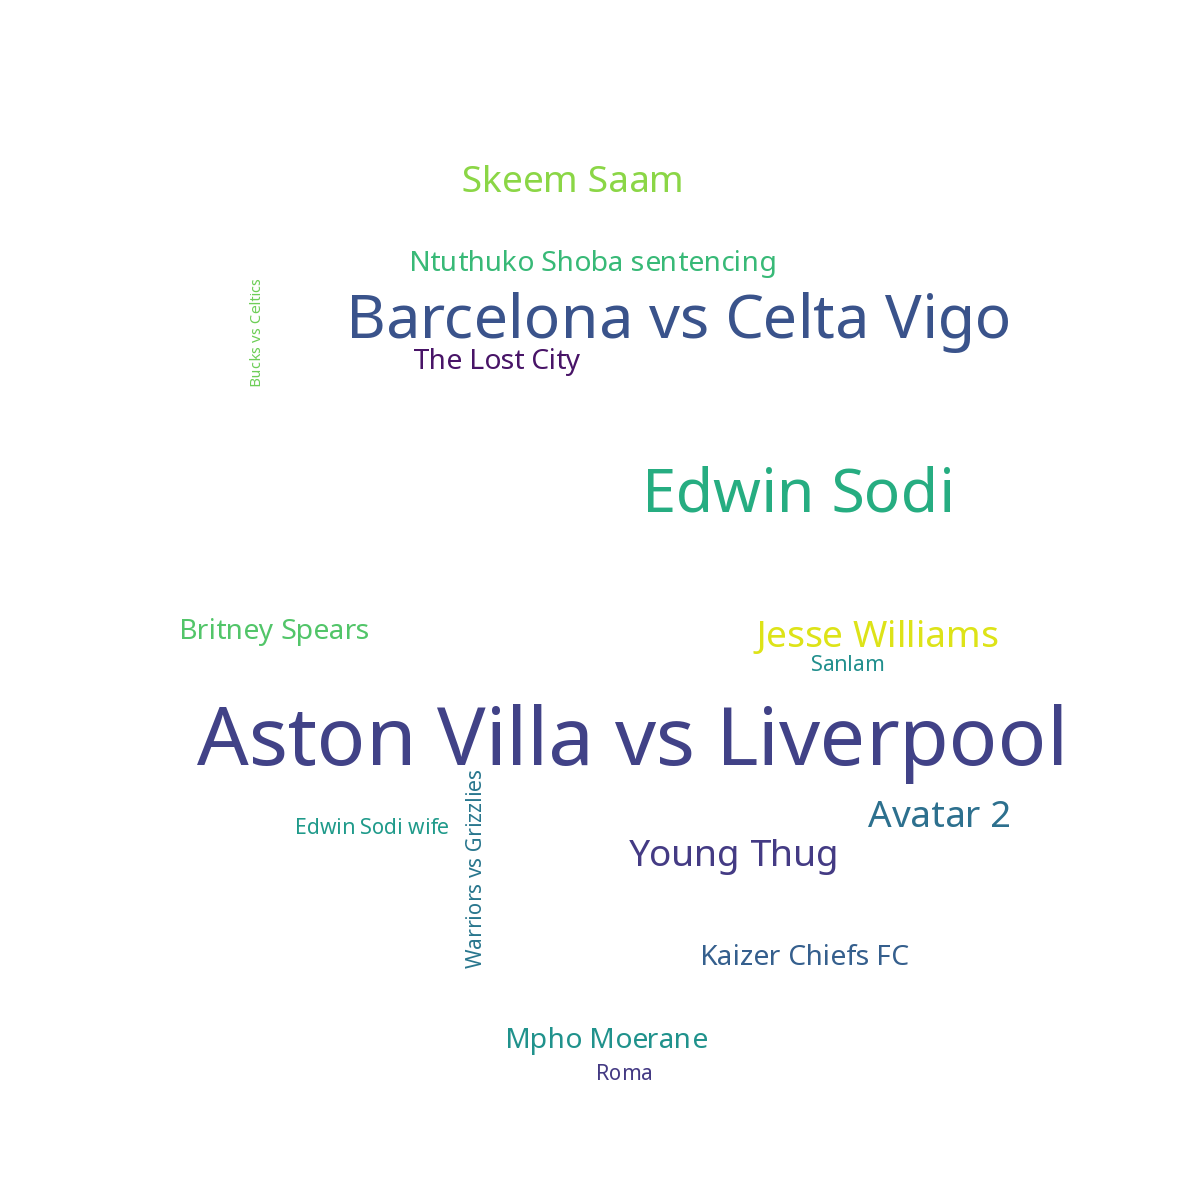 Skeem Saam
Ntuthuko Shoba sentencing
Bucks vs Celtics
Barcelona vs Celta Vigo
The Lost City
Edwin Sodi
Britney Spears
Jesse Williams
Sanlam
Aston Villa vs Liverpool
Edwin Sodi wife
Warriors vs Grizzlies
Avatar 2
Young Thug
Kaizer Chiefs FC
Mpho Moerane
Roma